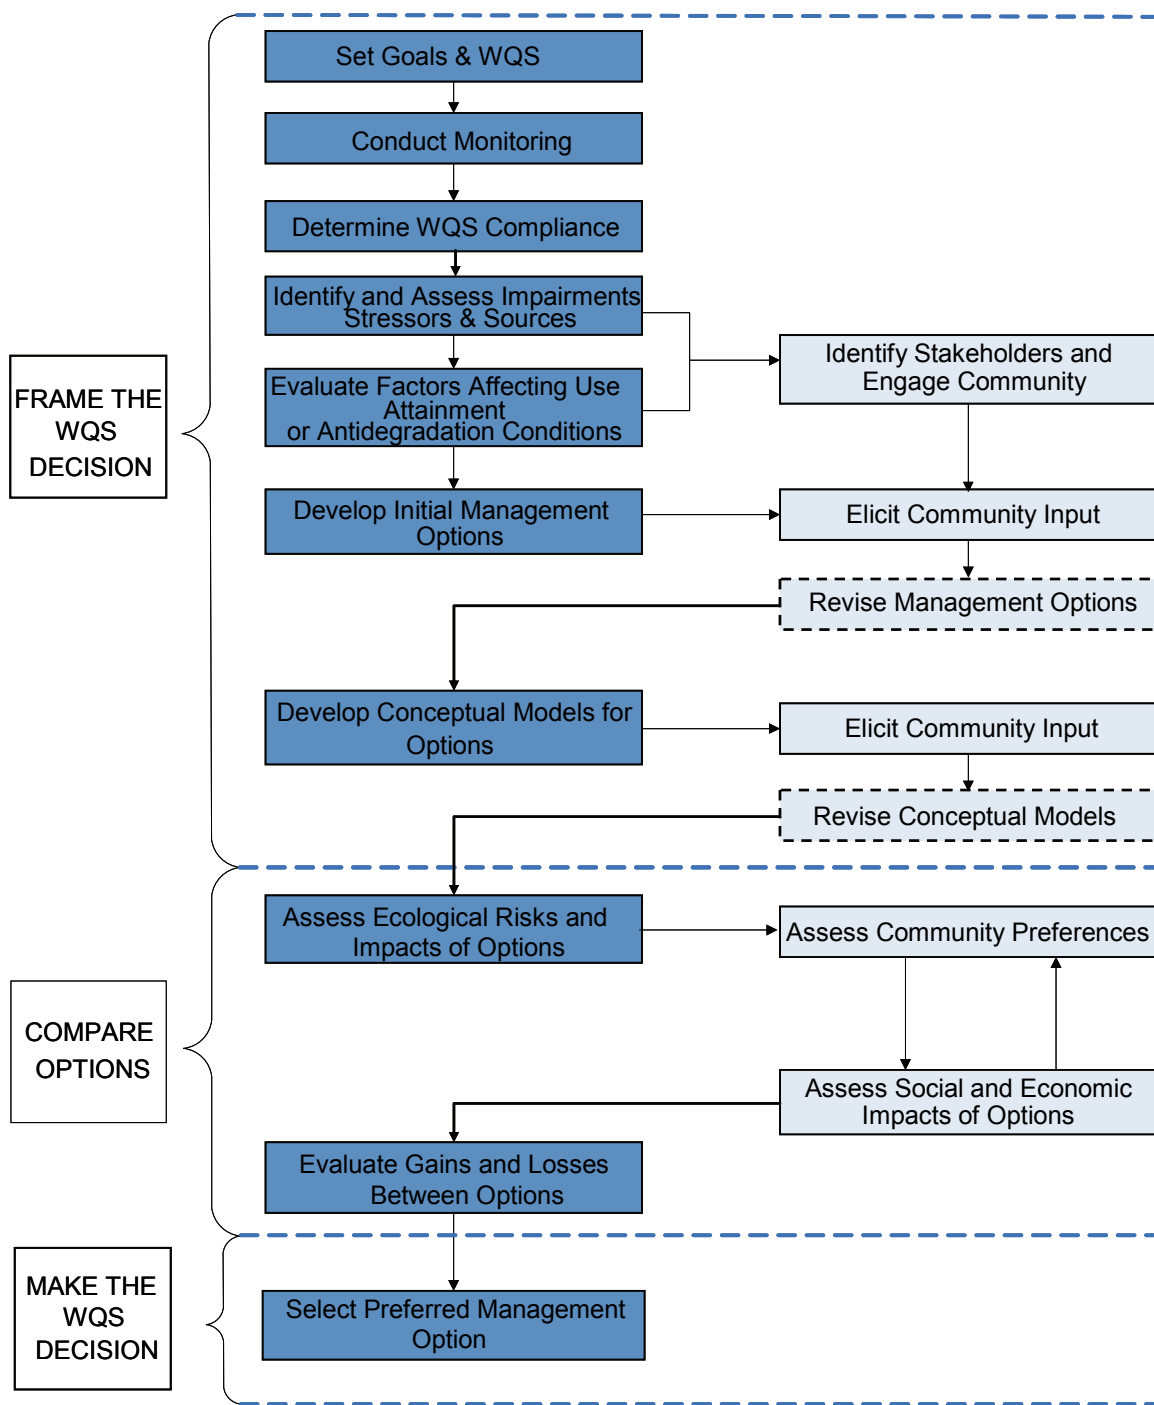 Set Goals & WQS
Conduct Monitoring
Determine WQS Compliance
Identify and Assess Impairments
Stressors & Sources
Identify Stakeholders and
Engage Community
FRAME THE
WQS
DECISION
Evaluate Factors Affecting Use
Attainment
or Antidegradation Conditions
Develop Initial Management
Options
Elicit Community Input
Revise Management Options
Develop Conceptual Models for
Options
Elicit Community Input
Revise Conceptual Models
Assess Ecological Risks and
Impacts of Options
Assess Community Preferences
COMPARE
OPTIONS
Assess Social and Economic
Impacts of Options
Evaluate Gains and Losses
Between Options
MAKE THE
WQS
DECISION
Select Preferred Management
Option